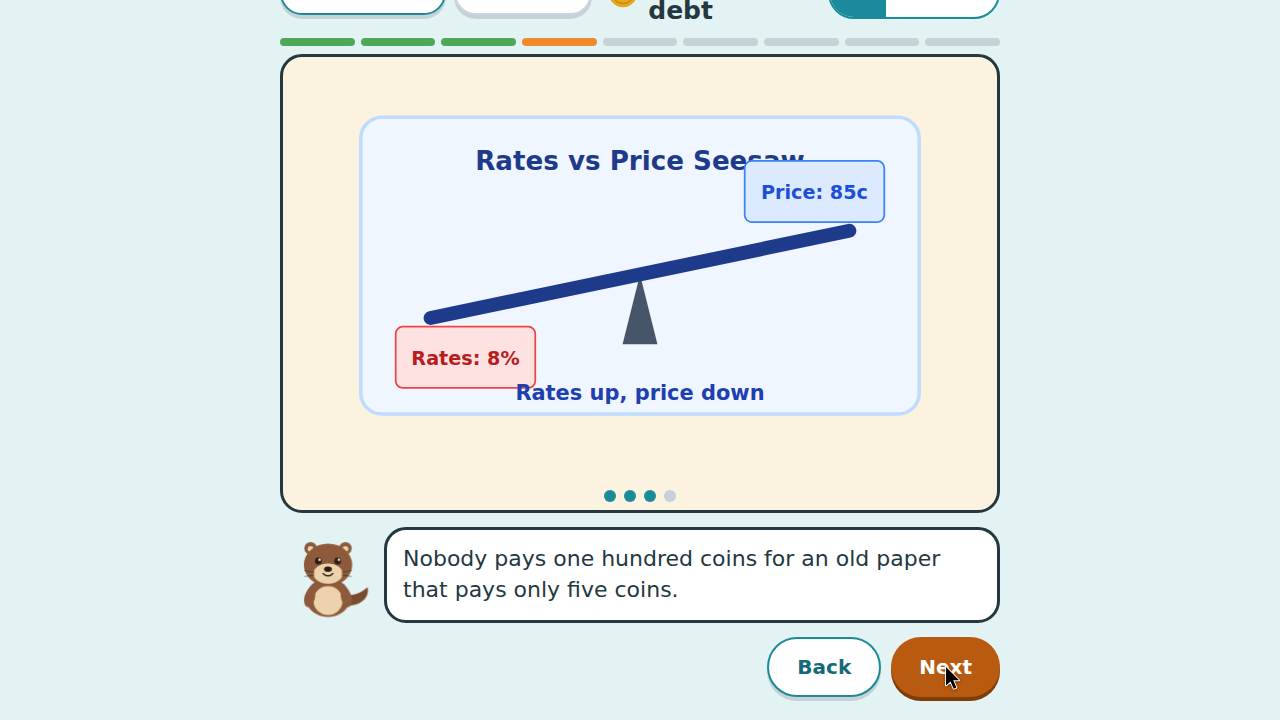 debt
Rates vs Price Seesaw
Price: 85c
Rates: 8%
Rates up, price down
Nobody pays one hundred coins for an old paper
that pays only five coins.
Back
Next